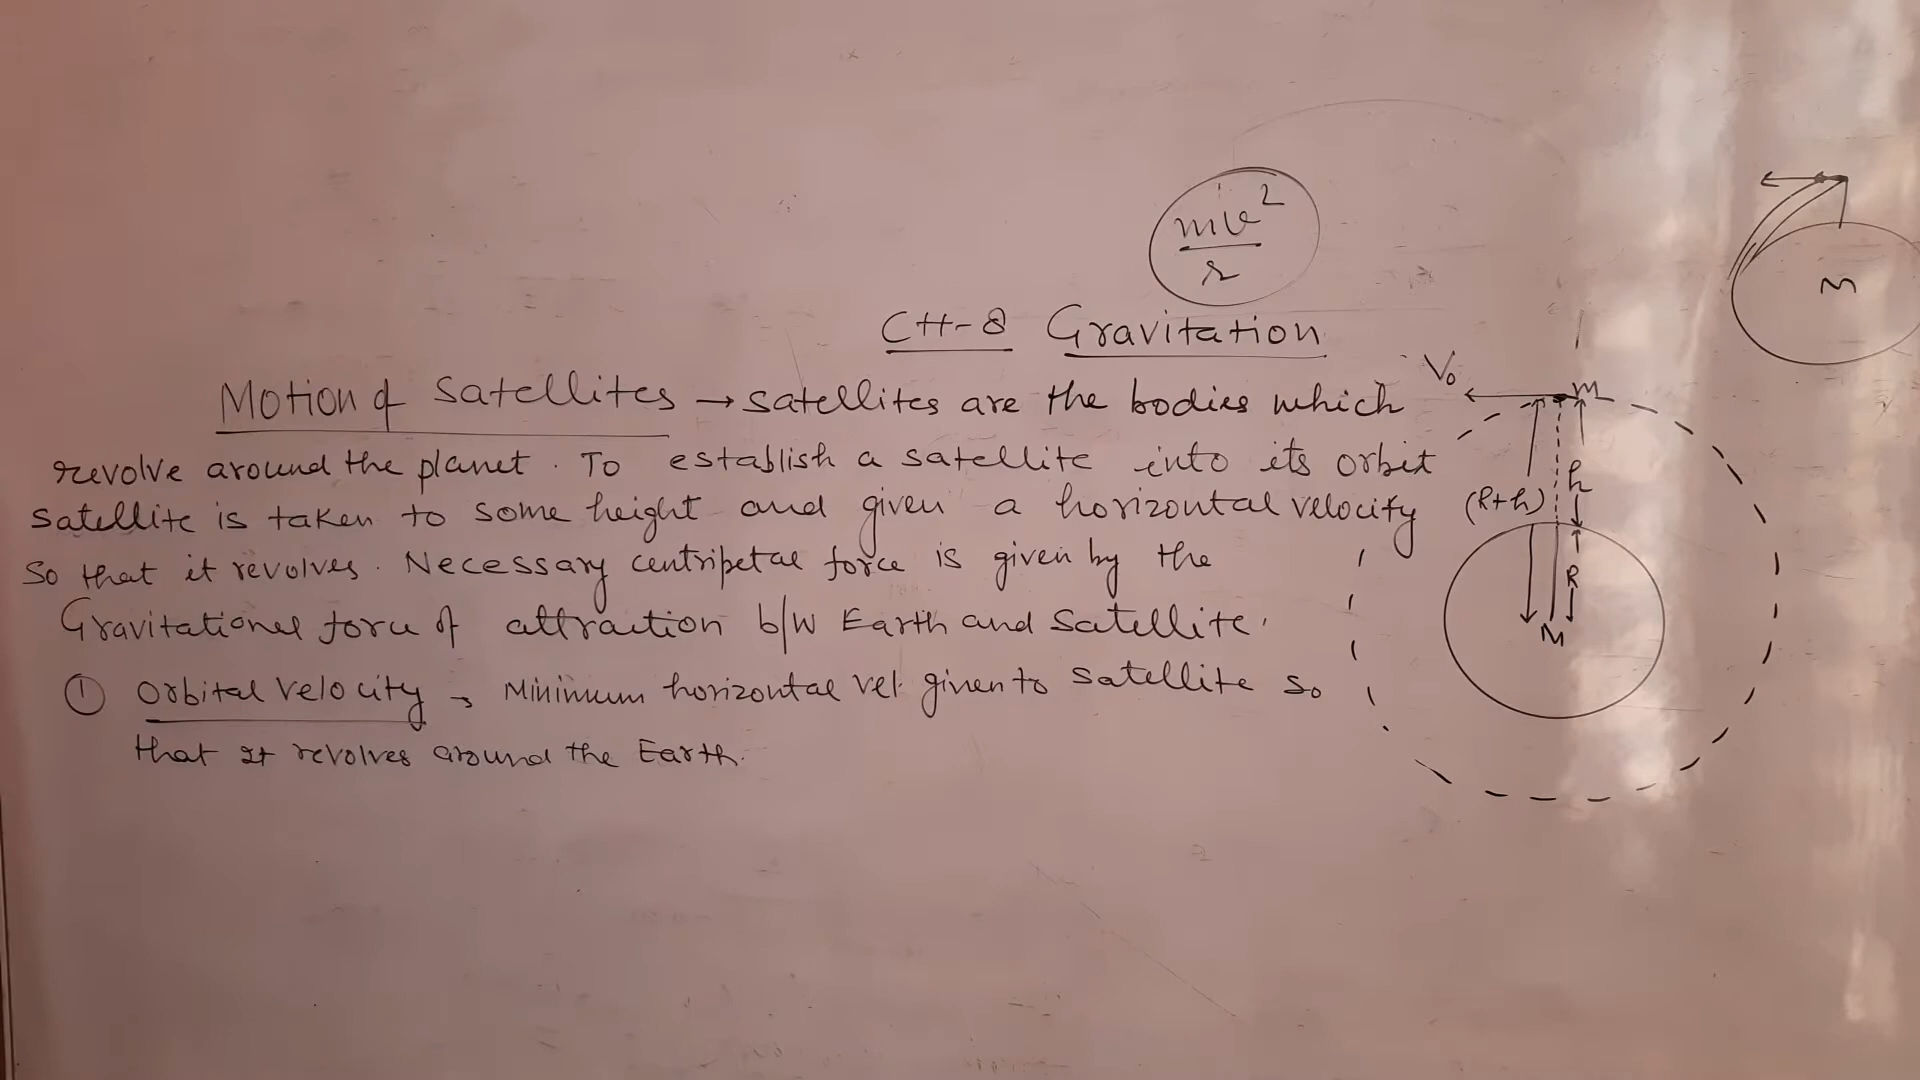 mv²
r
CH-8 Gravitation
Motion of Satellites → satellites are the bodies which
revolve around the planet. To establish a satellite into its orbit
satellite is taken to some height and given a horizontal velocity
so that it revolves. Necessary centripetal force is given by the
Gravitational force of attraction b/w Earth and Satellite.
① Orbital Velocity → Minimum horizontal vel. given to satellite so
that it revolves around the Earth.
V₀
m
h
(R+h)
R
M
M